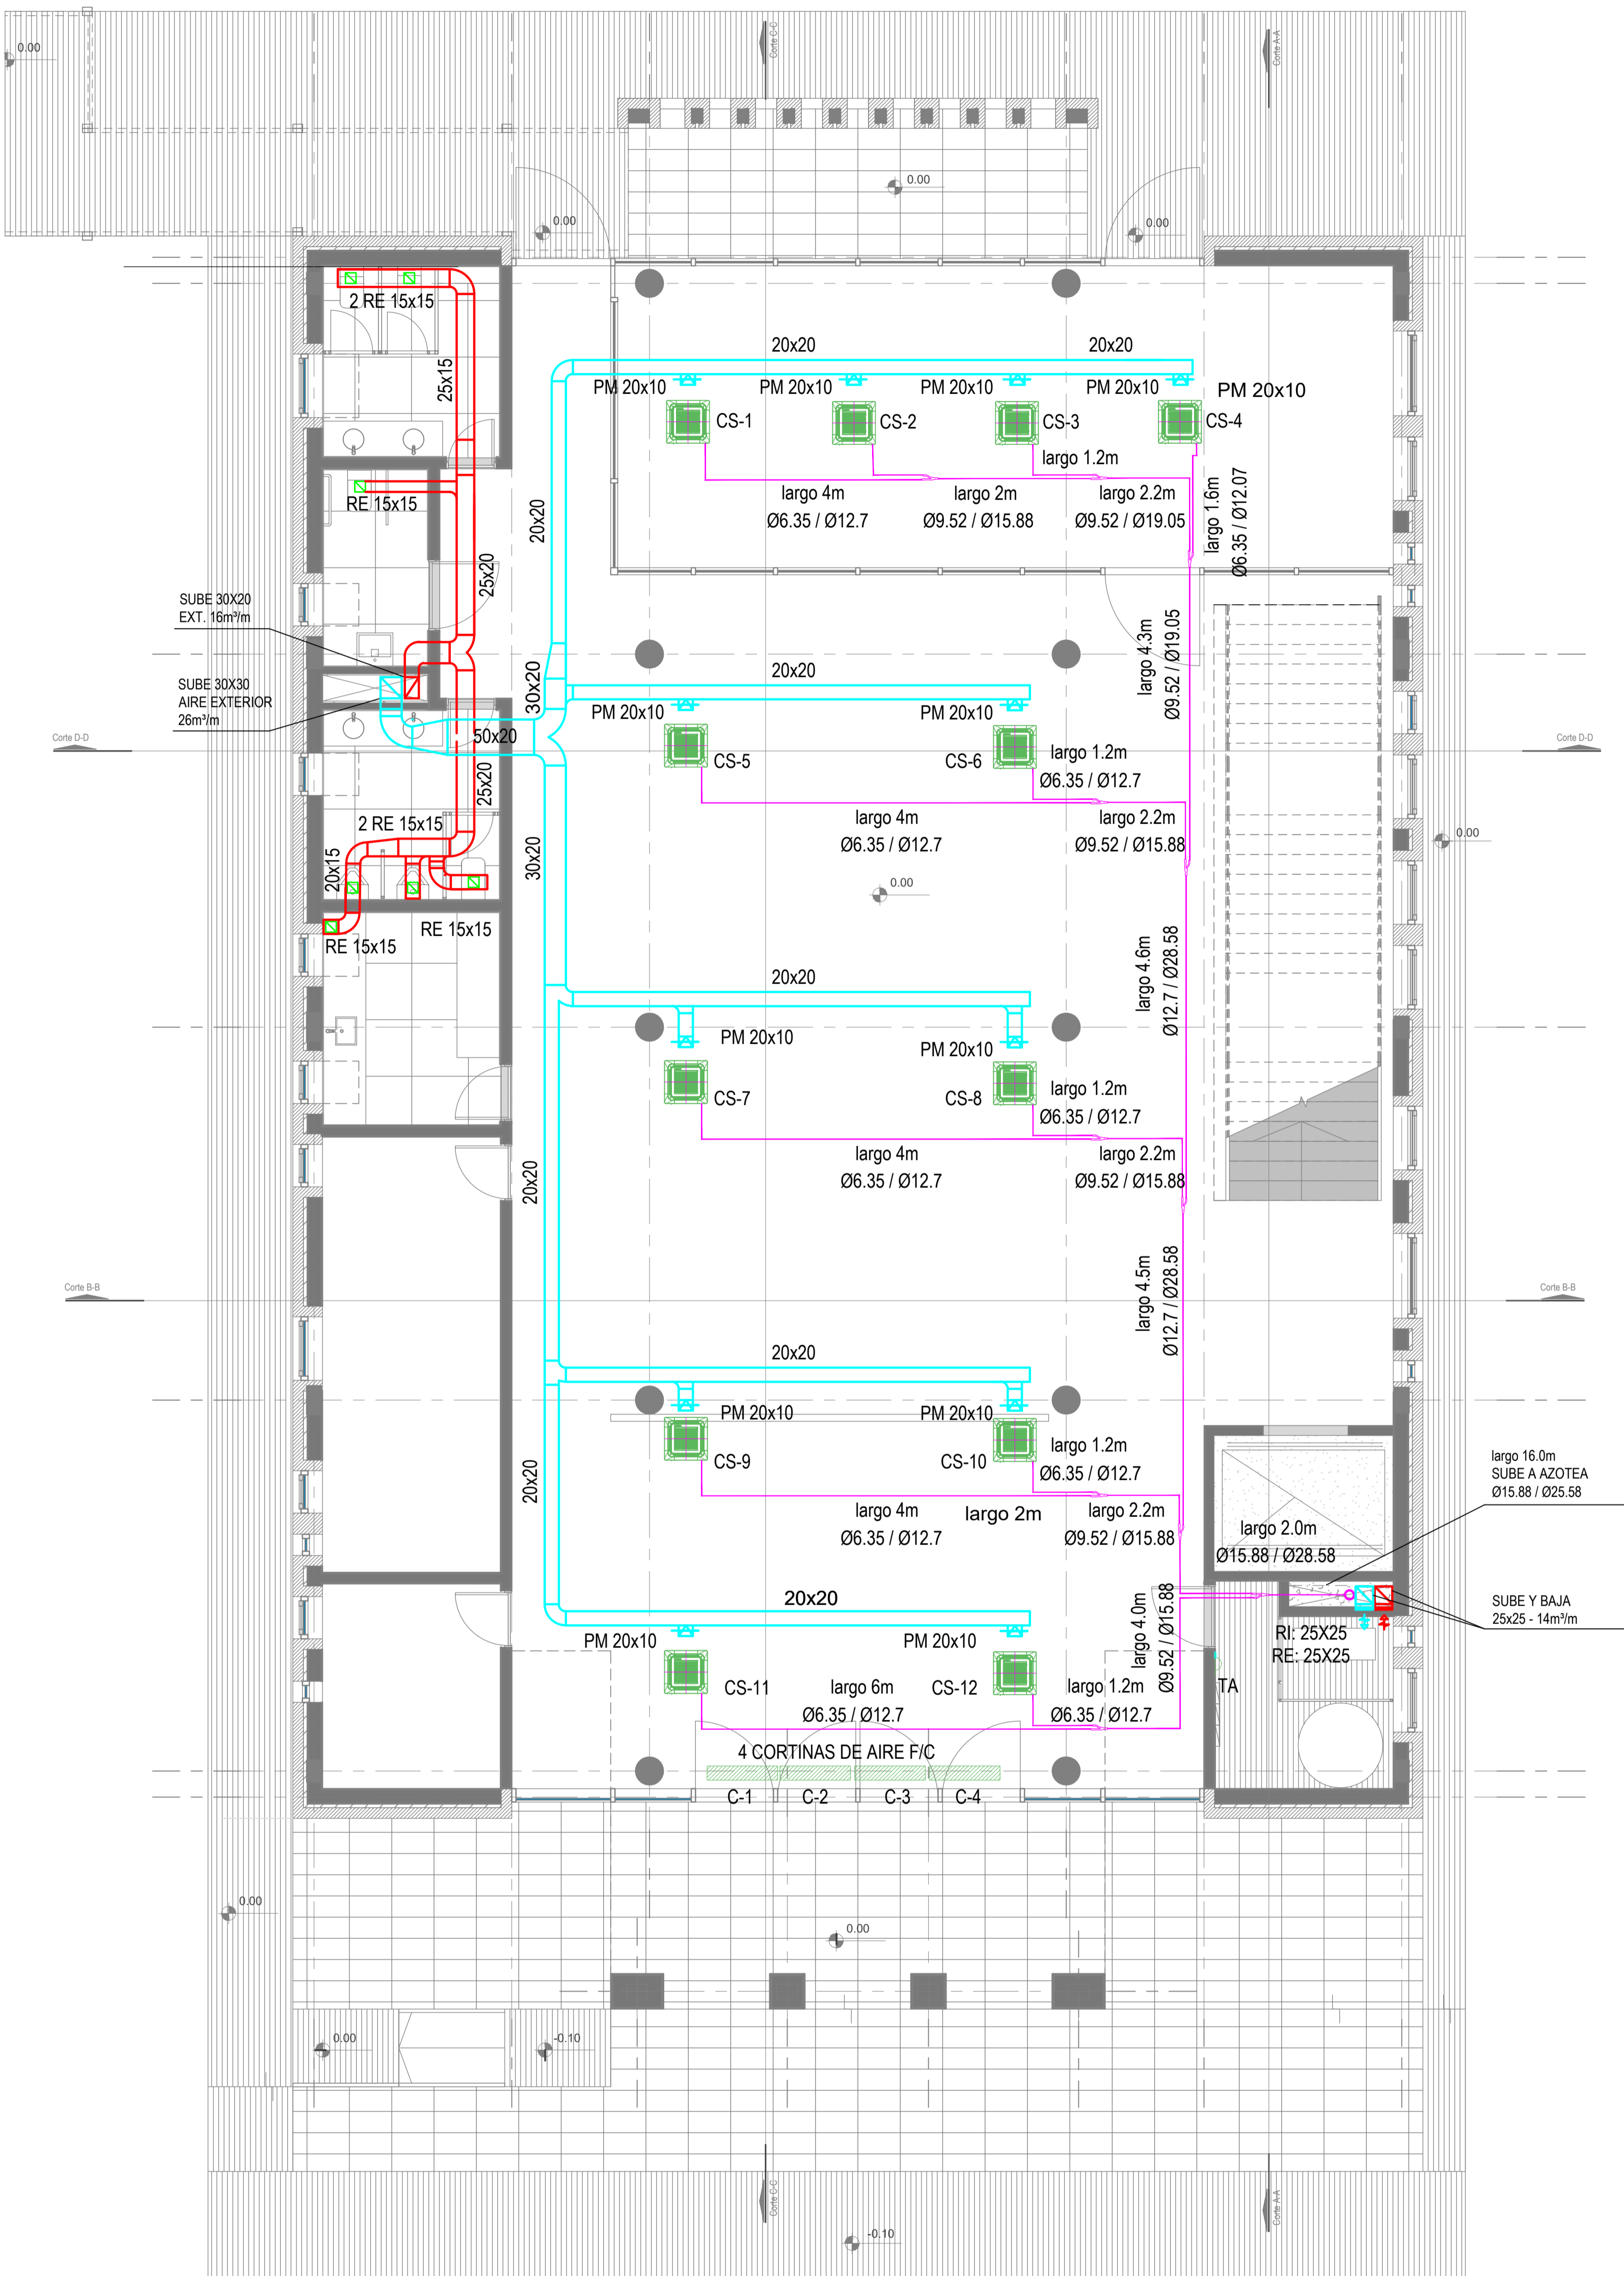 Corte C-C
Corte A-A
0.00
0.00
0.00
0.00
2 RE 15x15
25x15
20x20
20x20
PM 20x10
PM 20x10
PM 20x10
PM 20x10
PM 20x10
CS-1
CS-2
CS-3
CS-4
largo 1.2m
RE 15x15
20x20
largo 4m
Ø6.35 / Ø12.7
largo 2m
Ø9.52 / Ø15.88
largo 2.2m
Ø9.52 / Ø19.05
largo 1.6m
Ø6.35 / Ø12.07
25x20
SUBE 30X20
EXT. 16m³/m
SUBE 30X30
AIRE EXTERIOR
26m³/m
largo 4.3m
Ø9.52 / Ø19.05
30x20
20x20
PM 20x10
PM 20x10
Corte D-D
50x20
CS-5
CS-6
largo 1.2m
Ø6.35 / Ø12.7
Corte D-D
25x20
2 RE 15x15
20x15
30x20
largo 4m
Ø6.35 / Ø12.7
largo 2.2m
Ø9.52 / Ø15.88
0.00
0.00
RE 15x15
RE 15x15
largo 4.6m
Ø12.7 / Ø28.58
20x20
PM 20x10
PM 20x10
CS-7
CS-8
largo 1.2m
Ø6.35 / Ø12.7
20x20
largo 4m
Ø6.35 / Ø12.7
largo 2.2m
Ø9.52 / Ø15.88
Corte B-B
largo 4.5m
Ø12.7 / Ø28.58
Corte B-B
20x20
PM 20x10
PM 20x10
CS-9
CS-10
largo 1.2m
Ø6.35 / Ø12.7
20x20
largo 4m
Ø6.35 / Ø12.7
largo 2m
largo 2.2m
Ø9.52 / Ø15.88
largo 2.0m
Ø15.88 / Ø28.58
largo 16.0m
SUBE A AZOTEA
Ø15.88 / Ø25.58
20x20
PM 20x10
PM 20x10
largo 4.0m
Ø9.52 / Ø15.88
SUBE Y BAJA
25x25 - 14m³/m
RI: 25X25
RE: 25X25
CS-11
largo 6m
Ø6.35 / Ø12.7
CS-12
largo 1.2m
Ø6.35 / Ø12.7
TA
4 CORTINAS DE AIRE F/C
C-1
C-2
C-3
C-4
0.00
0.00
0.00
-0.10
Corte C-C
Corte A-A
-0.10